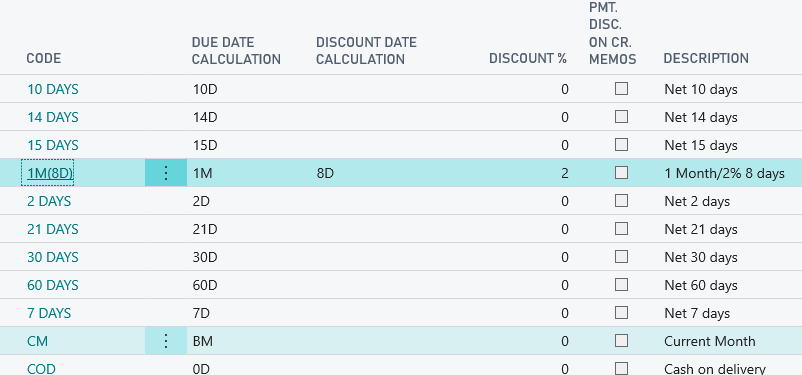 CODE DUE DATE CALCULATION DISCOUNT DATE CALCULATION DISCOUNT % PMT. DISC. ON CR. MEMOS DESCRIPTION
10 DAYS 10D 0 Net 10 days
14 DAYS 14D 0 Net 14 days
15 DAYS 15D 0 Net 15 days
1M(8D) 1M 8D 2 1 Month/2% 8 days
2 DAYS 2D 0 Net 2 days
21 DAYS 21D 0 Net 21 days
30 DAYS 30D 0 Net 30 days
60 DAYS 60D 0 Net 60 days
7 DAYS 7D 0 Net 7 days
CM BM 0 Current Month
COD 0D 0 Cash on delivery